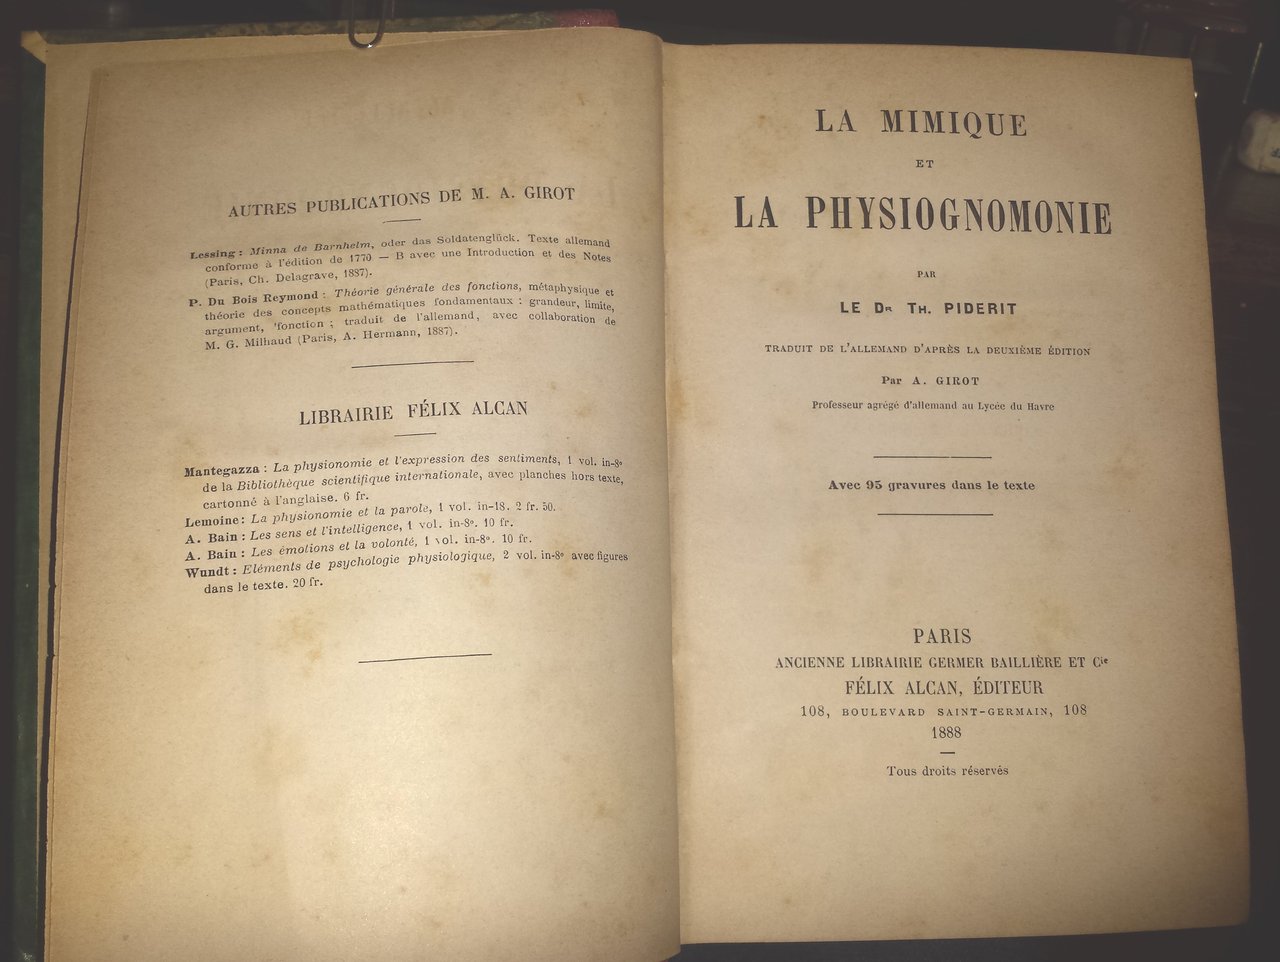 AUTRES PUBLICATIONS DE M. A. GIROT
Lessing : Minna de Barnhelm, oder das Soldatenglück. Texte allemand
conforme à l'édition de 1770 — B avec une Introduction et des Notes
(Paris, Ch. Delagrave, 1887).
P. Du Bois Reymond : Théorie générale des fonctions, métaphysique et
théorie des concepts mathématiques fondamentaux : grandeur, limite,
argument, 'fonction ; traduit de l'allemand, avec collaboration de
M. G. Milhaud (Paris, A. Hermann, 1887).
LIBRAIRIE FÉLIX ALCAN
Mantegazza : La physionomie et l'expression des sentiments, 1 vol. in-8º
de la Bibliothèque scientifique internationale, avec planches hors texte,
cartonné à l'anglaise. 6 fr.
Lemoine : La physionomie et la parole, 1 vol. in-18. 2 fr. 50.
A. Bain : Les sens et l'intelligence, 1 vol. in-8º. 10 fr.
A. Bain : Les émotions et la volonté, 1 vol. in-8º. 10 fr.
Wundt : Eléments de psychologie physiologique, 2 vol. in-8º avec figures
dans le texte. 20 fr.
LA MIMIQUE
ET
LA PHYSIOGNOMONIE
PAR
LE DR TH. PIDERIT
TRADUIT DE L'ALLEMAND D'APRÈS LA DEUXIÈME ÉDITION
Par A. GIROT
Professeur agrégé d'allemand au Lycée du Havre
Avec 95 gravures dans le texte
PARIS
ANCIENNE LIBRAIRIE GERMER BAILLIÈRE ET Cie
FÉLIX ALCAN, ÉDITEUR
108, BOULEVARD SAINT-GERMAIN, 108
1888
Tous droits réservés